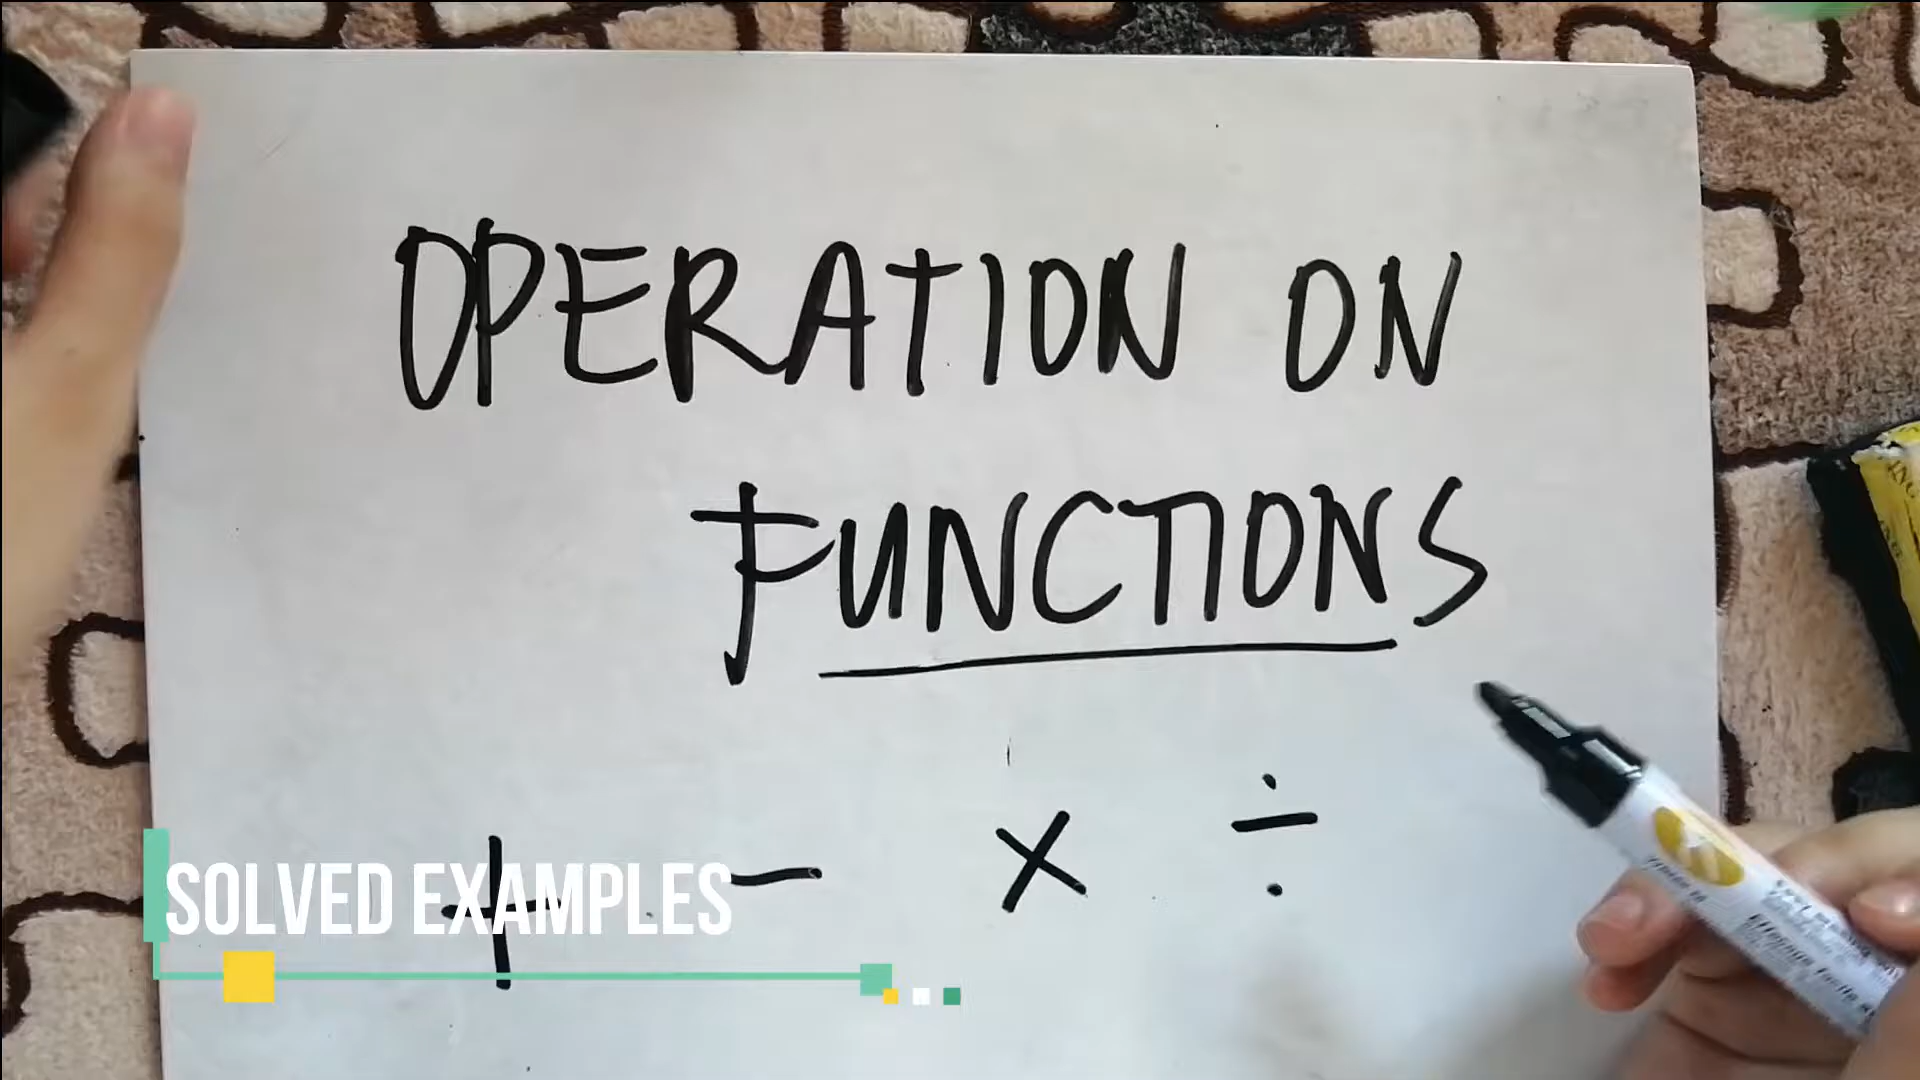 OPERATION ON
FUNCTIONS
+ - × ÷
SOLVED EXAMPLES